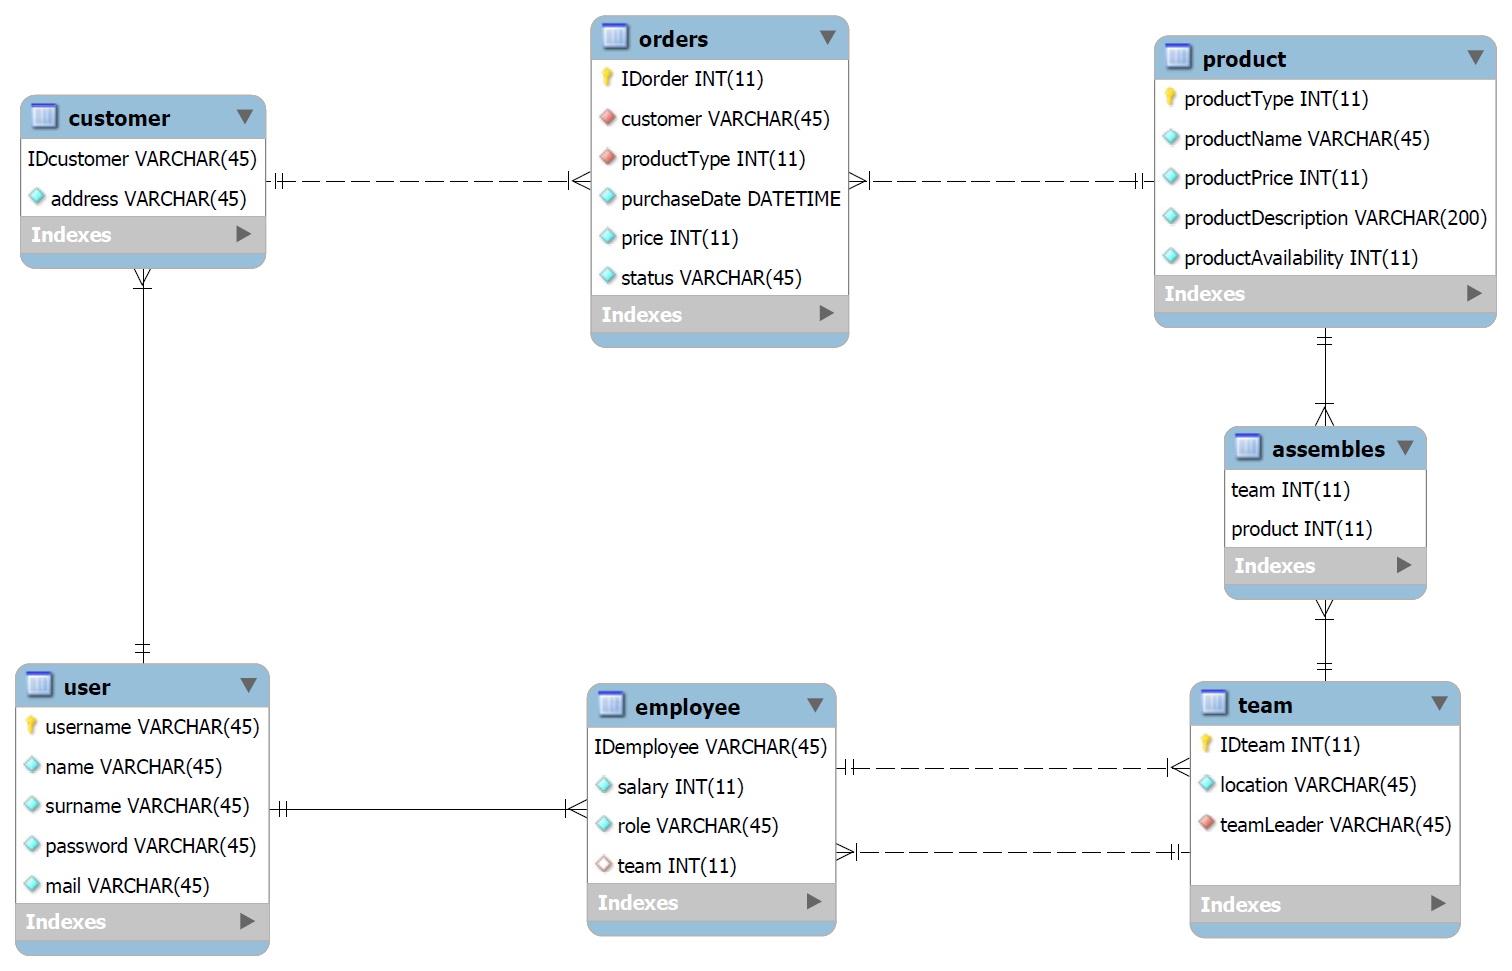 orders
IDorder INT(11)
customer VARCHAR(45)
productType INT(11)
purchaseDate DATETIME
price INT(11)
status VARCHAR(45)
Indexes
product
productType INT(11)
productName VARCHAR(45)
productPrice INT(11)
productDescription VARCHAR(200)
productAvailability INT(11)
Indexes
customer
IDcustomer VARCHAR(45)
address VARCHAR(45)
Indexes
assembles
team INT(11)
product INT(11)
Indexes
user
username VARCHAR(45)
name VARCHAR(45)
surname VARCHAR(45)
password VARCHAR(45)
mail VARCHAR(45)
Indexes
employee
IDemployee VARCHAR(45)
salary INT(11)
role VARCHAR(45)
team INT(11)
Indexes
team
IDteam INT(11)
location VARCHAR(45)
teamLeader VARCHAR(45)
Indexes